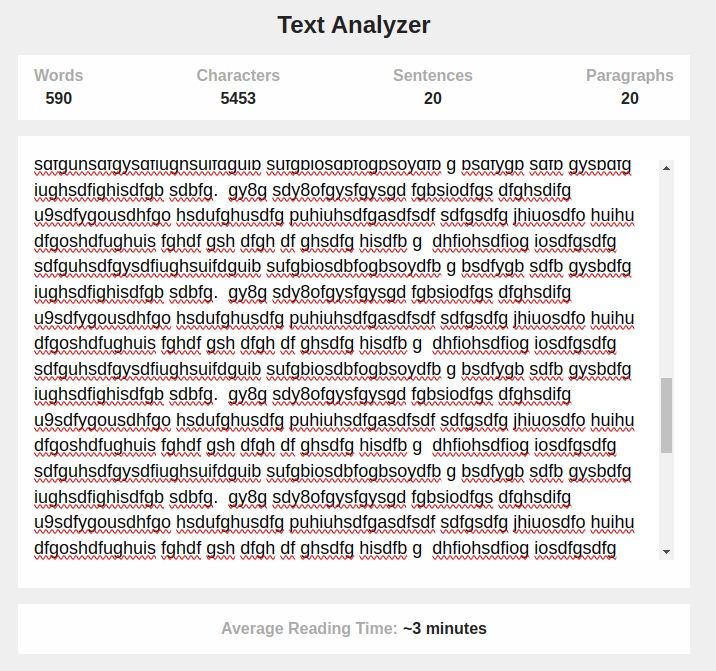 Text Analyzer
Words Characters Sentences Paragraphs
590 5453 20 20
sdfguhsdfgysdfiughsuifdguib sufgbiosdbfogbsoydfb g bsdfygb sdfb gysbdfg
iughsdfighisdfgb sdbfg.  gy8g sdy8ofgysfgysgd fgbsiodfgs dfghsdifg
u9sdfygousdhfgo hsdufghusdfg puhiuhsdfgasdfsdf sdfgsdfg jhiuosdfo huihu
dfgoshdfughuis fghdf gsh dfgh df ghsdfg hisdfb g  dhfiohsdfiog iosdfgsdfg
sdfguhsdfgysdfiughsuifdguib sufgbiosdbfogbsoydfb g bsdfygb sdfb gysbdfg
iughsdfighisdfgb sdbfg.  gy8g sdy8ofgysfgysgd fgbsiodfgs dfghsdifg
u9sdfygousdhfgo hsdufghusdfg puhiuhsdfgasdfsdf sdfgsdfg jhiuosdfo huihu
dfgoshdfughuis fghdf gsh dfgh df ghsdfg hisdfb g  dhfiohsdfiog iosdfgsdfg
sdfguhsdfgysdfiughsuifdguib sufgbiosdbfogbsoydfb g bsdfygb sdfb gysbdfg
iughsdfighisdfgb sdbfg.  gy8g sdy8ofgysfgysgd fgbsiodfgs dfghsdifg
u9sdfygousdhfgo hsdufghusdfg puhiuhsdfgasdfsdf sdfgsdfg jhiuosdfo huihu
dfgoshdfughuis fghdf gsh dfgh df ghsdfg hisdfb g  dhfiohsdfiog iosdfgsdfg
sdfguhsdfgysdfiughsuifdguib sufgbiosdbfogbsoydfb g bsdfygb sdfb gysbdfg
iughsdfighisdfgb sdbfg.  gy8g sdy8ofgysfgysgd fgbsiodfgs dfghsdifg
u9sdfygousdhfgo hsdufghusdfg puhiuhsdfgasdfsdf sdfgsdfg jhiuosdfo huihu
dfgoshdfughuis fghdf gsh dfgh df ghsdfg hisdfb g  dhfiohsdfiog iosdfgsdfg
Average Reading Time: ~3 minutes